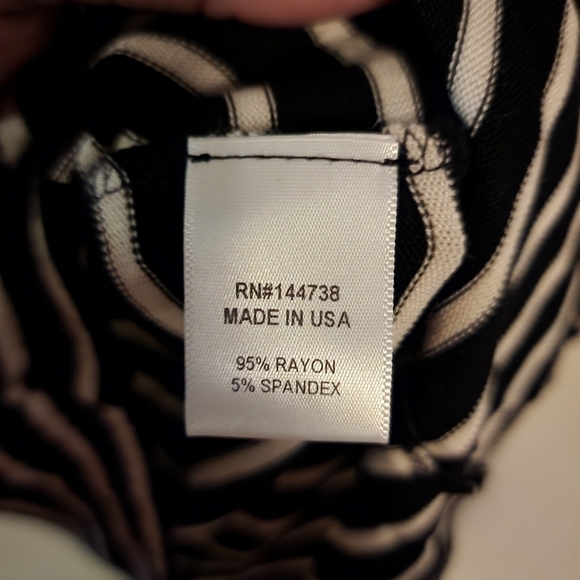 RN#144738
MADE IN USA
95% RAYON
5% SPANDEX